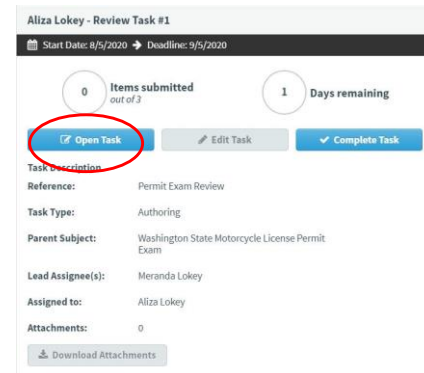 Aliza Lokey - Review Task #1
Start Date: 8/5/2020 → Deadline: 9/5/2020
0 Items submitted out of 3
1 Days remaining
Open Task Edit Task Complete Task
Task Description
Reference: Permit Exam Review
Task Type: Authoring
Parent Subject: Washington State Motorcycle License Permit
Exam
Lead Assignee(s): Meranda Lokey
Assigned to: Aliza Lokey
Attachments: 0
Download Attachments